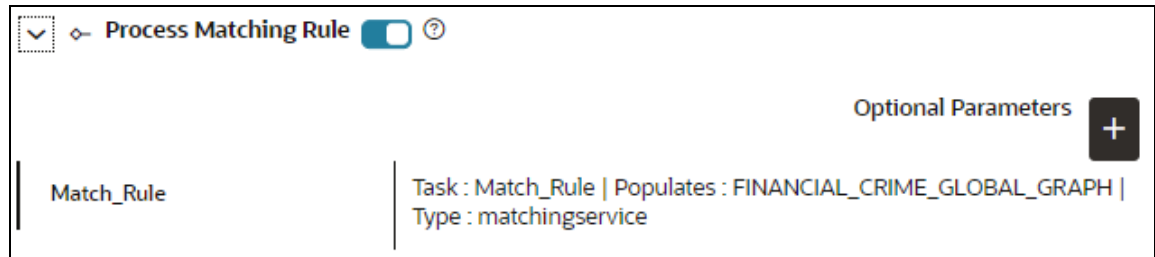 Process Matching Rule
Optional Parameters
+
Match_Rule
Task : Match_Rule | Populates : FINANCIAL_CRIME_GLOBAL_GRAPH |
Type : matchingservice